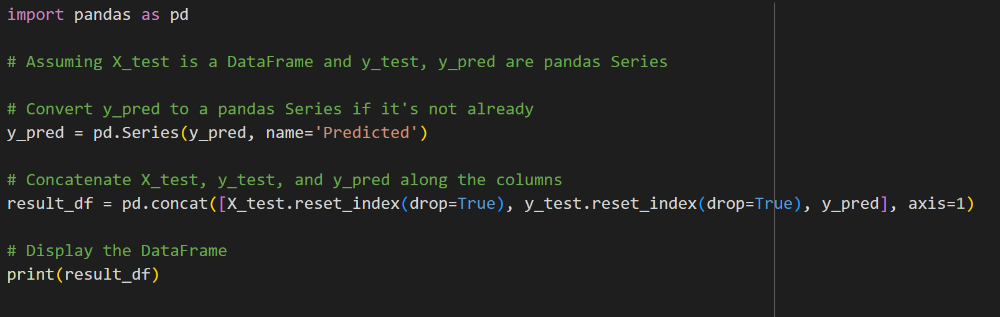 import pandas as pd
# Assuming X_test is a DataFrame and y_test, y_pred are pandas Series
# Convert y_pred to a pandas Series if it's not already
y_pred = pd.Series(y_pred, name='Predicted')
# Concatenate X_test, y_test, and y_pred along the columns
result_df = pd.concat([X_test.reset_index(drop=True), y_test.reset_index(drop=True), y_pred], axis=1)
# Display the DataFrame
print(result_df)